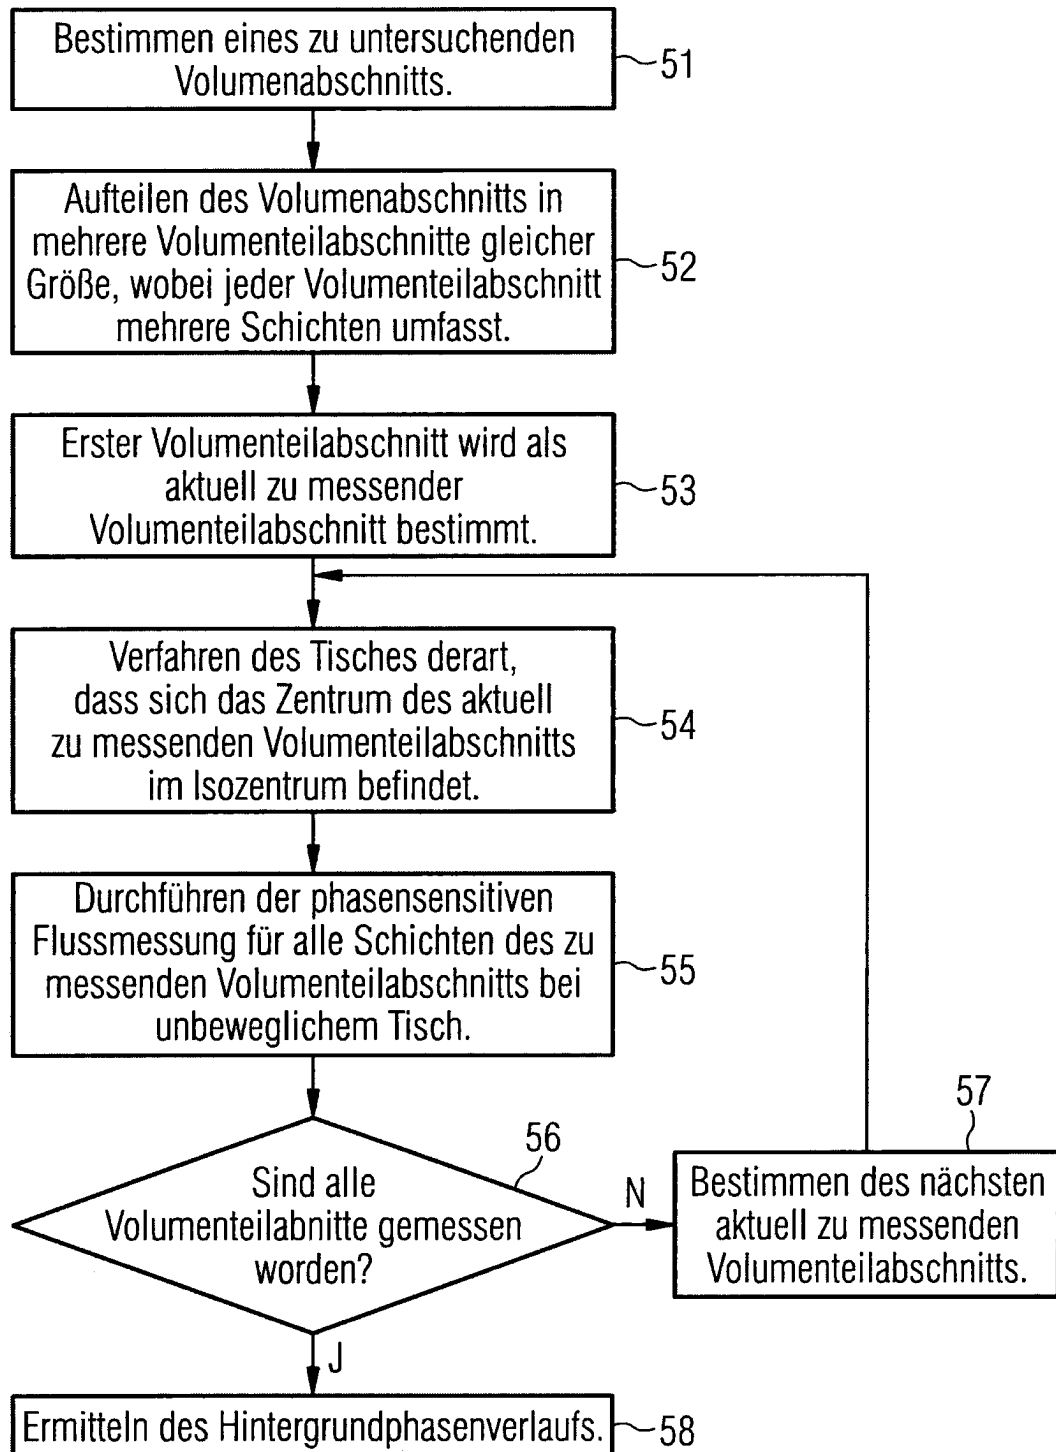 Bestimmen eines zu untersuchenden
Volumenabschnitts.
51
Aufteilen des Volumenabschnitts in
mehrere Volumenteilabschnitte gleicher
Größe, wobei jeder Volumenteilabschnitt
mehrere Schichten umfasst.
52
Erster Volumenteilabschnitt wird als
aktuell zu messender
Volumenteilabschnitt bestimmt.
53
Verfahren des Tisches derart,
dass sich das Zentrum des aktuell
zu messenden Volumenteilabschnitts
im Isozentrum befindet.
54
Durchführen der phasensensitiven
Flussmessung für alle Schichten des zu
messenden Volumenteilabschnitts bei
unbeweglichem Tisch.
55
Sind alle
Volumenteilabnitte gemessen
worden?
56
N
57
Bestimmen des nächsten
aktuell zu messenden
Volumenteilabschnitts.
J
Ermitteln des Hintergrundphasenverlaufs.
58